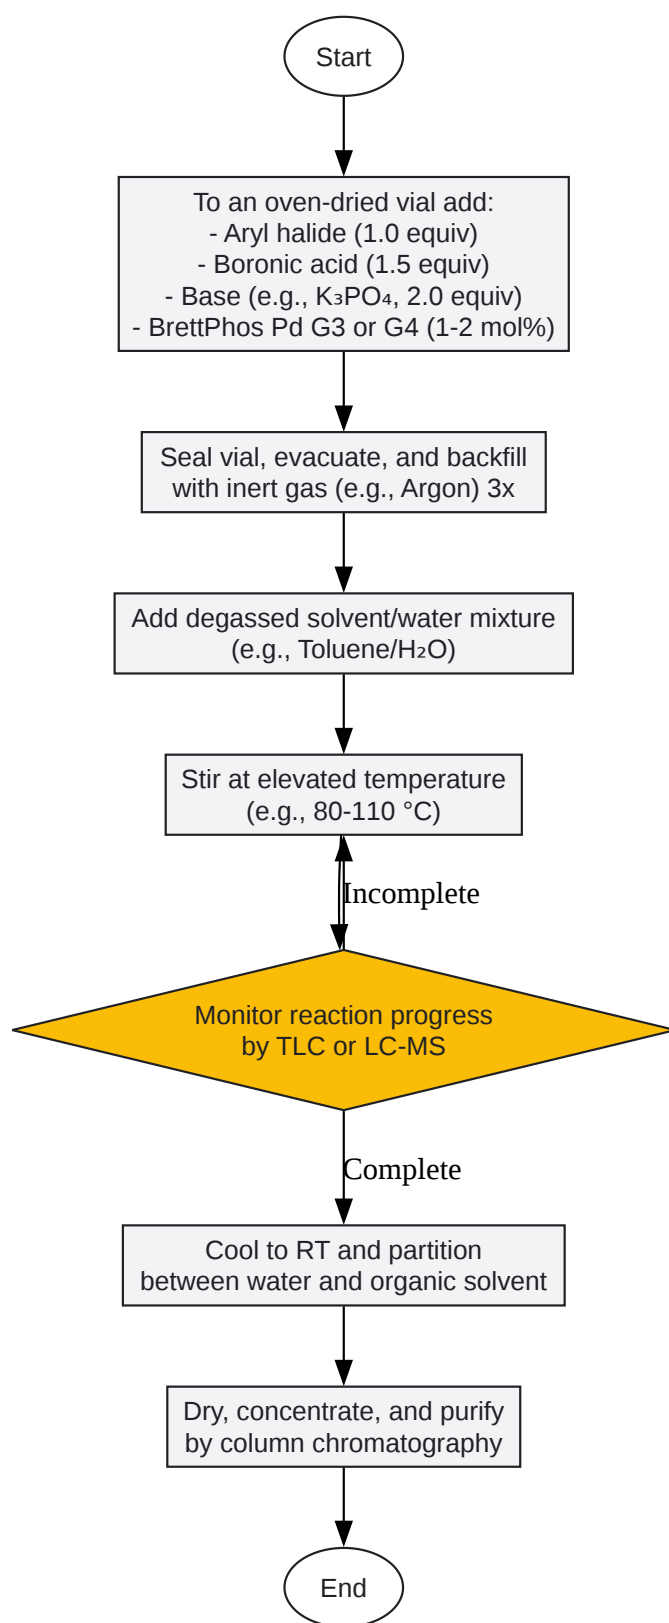 Start
To an oven-dried vial add:
- Aryl halide (1.0 equiv)
- Boronic acid (1.5 equiv)
- Base (e.g., K₃PO₄, 2.0 equiv)
- BrettPhos Pd G3 or G4 (1-2 mol%)
Seal vial, evacuate, and backfill
with inert gas (e.g., Argon) 3x
Add degassed solvent/water mixture
(e.g., Toluene/H₂O)
Stir at elevated temperature
(e.g., 80-110 °C)
Incomplete
Monitor reaction progress
by TLC or LC-MS
Complete
Cool to RT and partition
between water and organic solvent
Dry, concentrate, and purify
by column chromatography
End